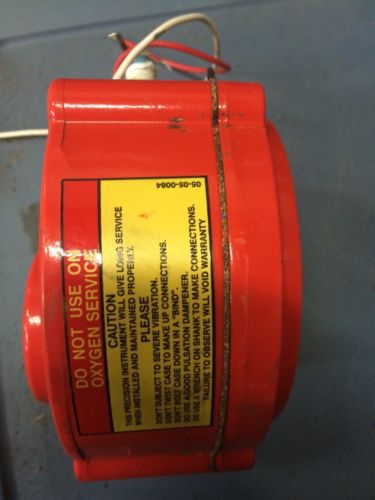 DO NOT USE ON
OXYGEN SERVICE
CAUTION
THIS PRECISION INSTRUMENT WILL GIVE LONG SERVICE
WHEN INSTALLED AND MAINTAINED PROPERLY.
PLEASE
DON'T SUBJECT TO SEVERE VIBRATION.
DON'T TWIST CASE TO MAKE UP CONNECTIONS.
DON'T BOLT CASE DOWN IN A "BIND".
DO USE A GOOD PULSATION DAMPENER.
DO USE A WRENCH ON SHANK TO MAKE CONNECTIONS.
FAILURE TO OBSERVE WILL VOID WARRANTY
05-05-0084